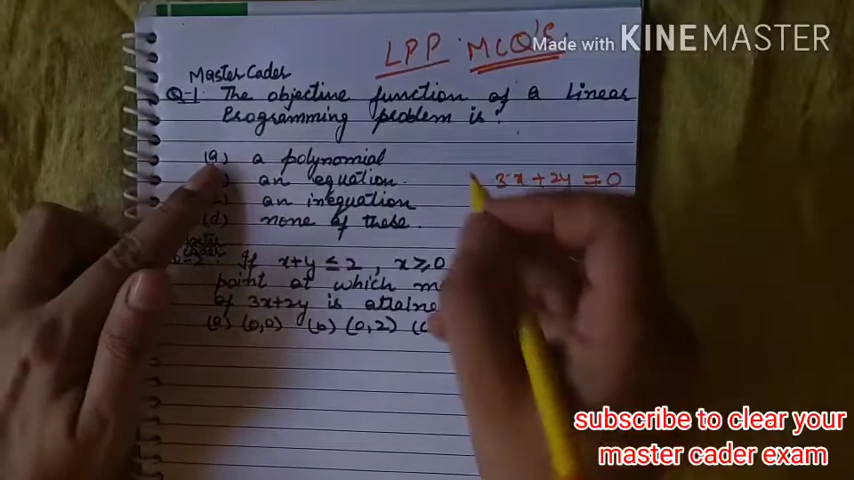 LPP MCQ'S.
Made with KINEMASTER
Master Cader
Q-1 The objective function of a linear
Programming problem is:
(a) a polynomial
an equation.
3x+2y=0
an inequation
(d) none of these.
If x+y ≤ 2, x≥0
point at which
of 3x+2y is
(a) (0,0) (b) (0,2)
subscribe to clear your
master cader exam